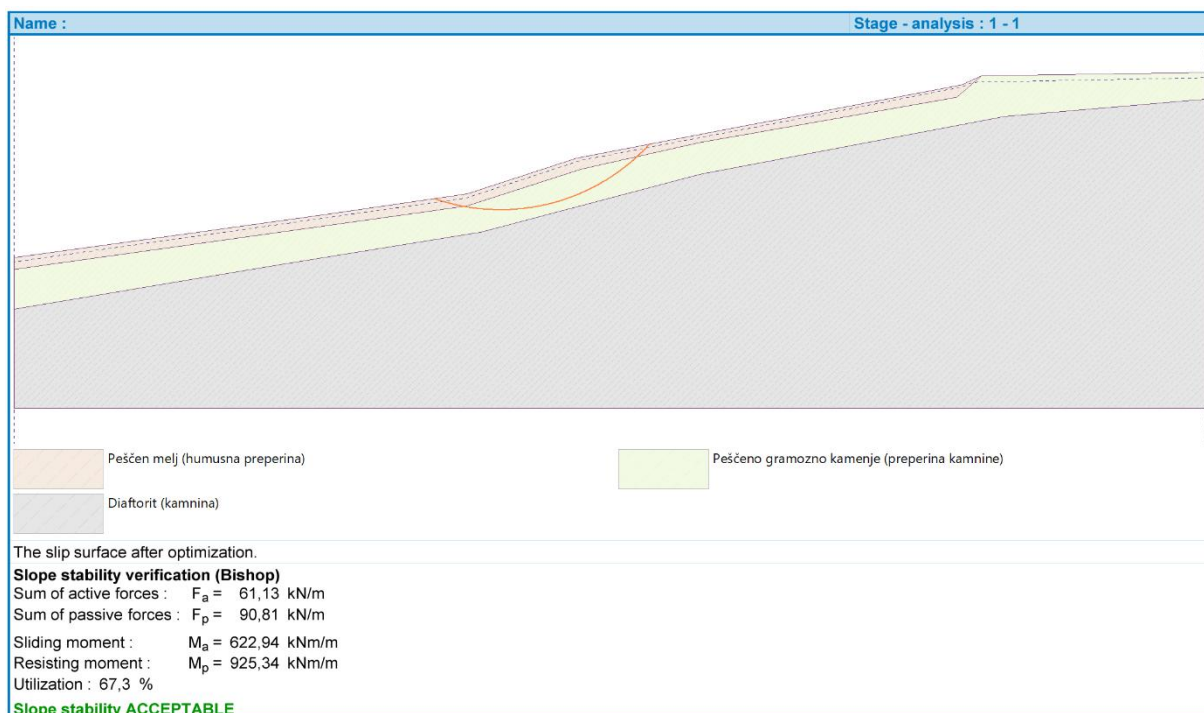 Name : Stage - analysis : 1 - 1
Peščen melj (humusna preperina) Peščeno gramozno kamenje (preperina kamnine)
Diaftorit (kamnina)
The slip surface after optimization.
Slope stability verification (Bishop)
Sum of active forces : Fa = 61,13 kN/m
Sum of passive forces : Fp = 90,81 kN/m
Sliding moment : Ma = 622,94 kNm/m
Resisting moment : Mp = 925,34 kNm/m
Utilization : 67,3 %
Slope stability ACCEPTABLE